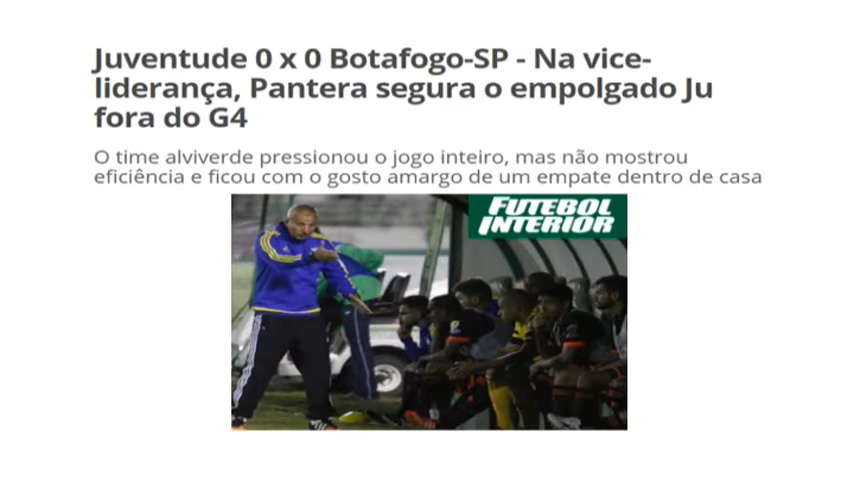 Juventude 0 x 0 Botafogo-SP - Na vice-
liderança, Pantera segura o empolgado Ju
fora do G4
O time alviverde pressionou o jogo inteiro, mas não mostrou
eficiência e ficou com o gosto amargo de um empate dentro de casa
FUTEBOL
INTERIOR